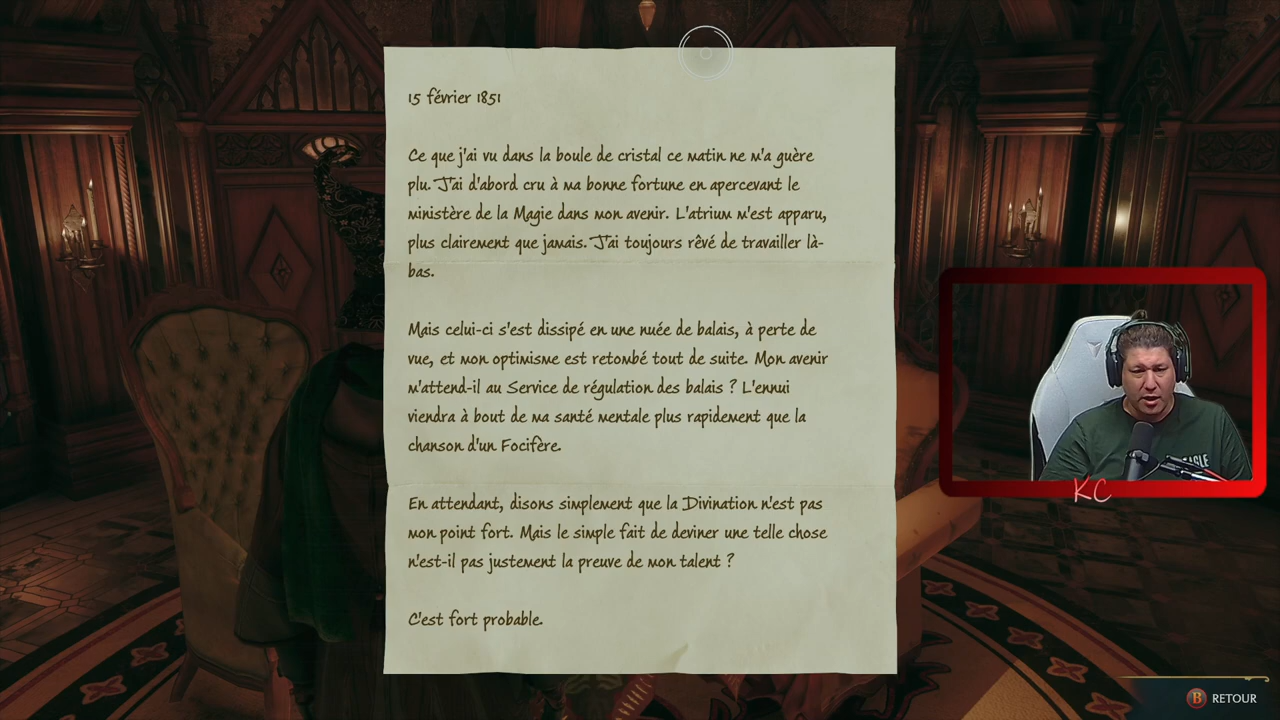 15 février 1851
Ce que j'ai vu dans la boule de cristal ce matin ne m'a guère
plu. J'ai d'abord cru à ma bonne fortune en apercevant le
ministère de la Magie dans mon avenir. L'atrium m'est apparu,
plus clairement que jamais. J'ai toujours rêvé de travailler là-
bas.
Mais celui-ci s'est dissipé en une nuée de balais, à perte de
vue, et mon optimisme est retombé tout de suite. Mon avenir
m'attend-il au Service de régulation des balais ? L'ennui
viendra à bout de ma santé mentale plus rapidement que la
chanson d'un Focifère.
En attendant, disons simplement que la Divination n'est pas
mon point fort. Mais le simple fait de deviner une telle chose
n'est-il pas justement la preuve de mon talent ?
C'est fort probable.
KC
B RETOUR